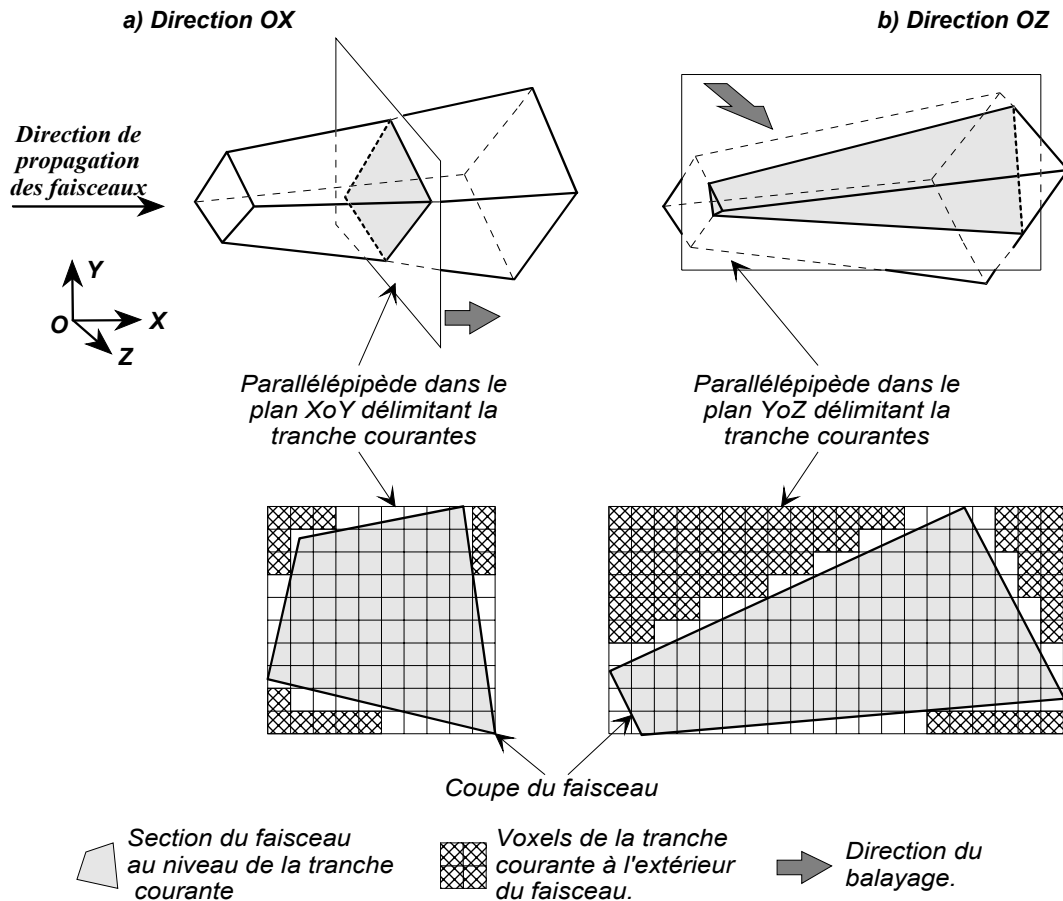 a) Direction OX
b) Direction OZ
Direction de
propagation
des faisceaux
Y
O
X
Z
Parallélépipède dans le
plan XoY délimitant la
tranche courantes
Parallélépipède dans le
plan YoZ délimitant la
tranche courantes
Coupe du faisceau
Section du faisceau
au niveau de la tranche
courante
Voxels de la tranche
courante à l'extérieur
du faisceau.
Direction du
balayage.